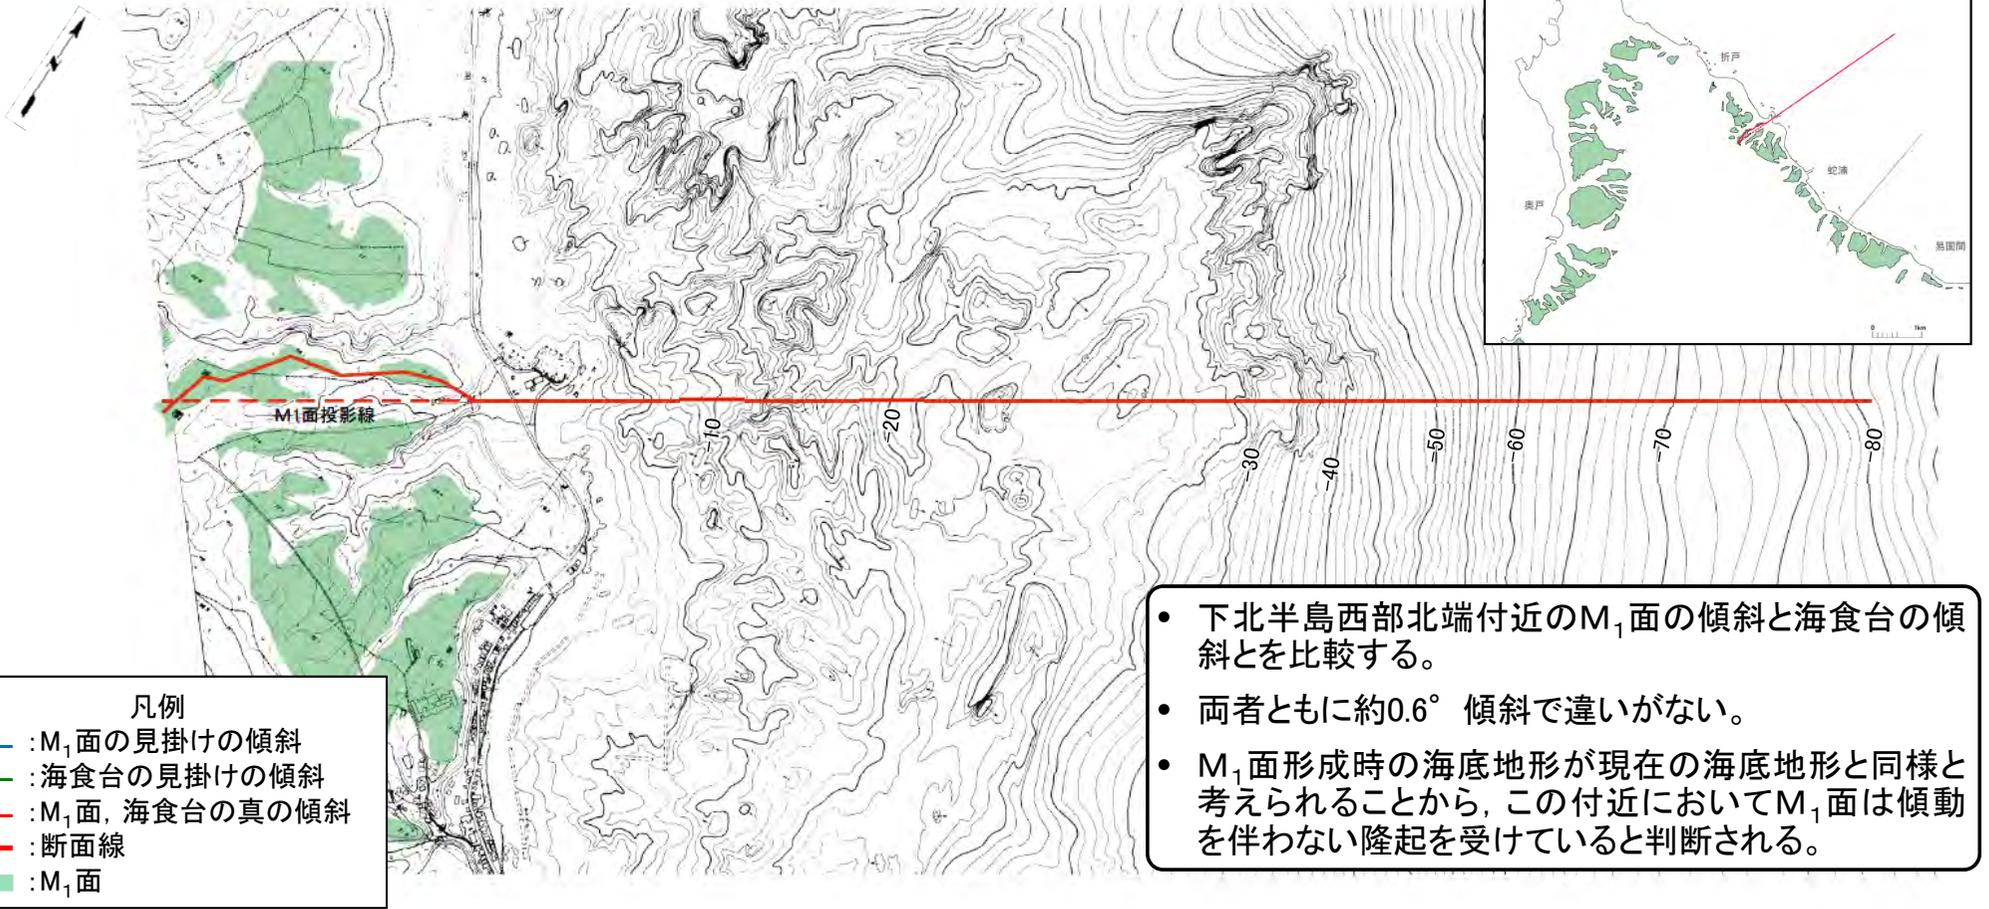 N
折戸
蛇浦
奥戸
易国間
0 1km
M1面投影線
-10
-20
-30
-40
-50
-60
-70
-80
凡例
:M1面の見掛けの傾斜
:海食台の見掛けの傾斜
:M1面，海食台の真の傾斜
:断面線
:M1面
• 下北半島西部北端付近のM1面の傾斜と海食台の傾
斜とを比較する。
• 両者ともに約0.6°傾斜で違いがない。
• M1面形成時の海底地形が現在の海底地形と同様と
考えられることから，この付近においてM1面は傾動
を伴わない隆起を受けていると判断される。